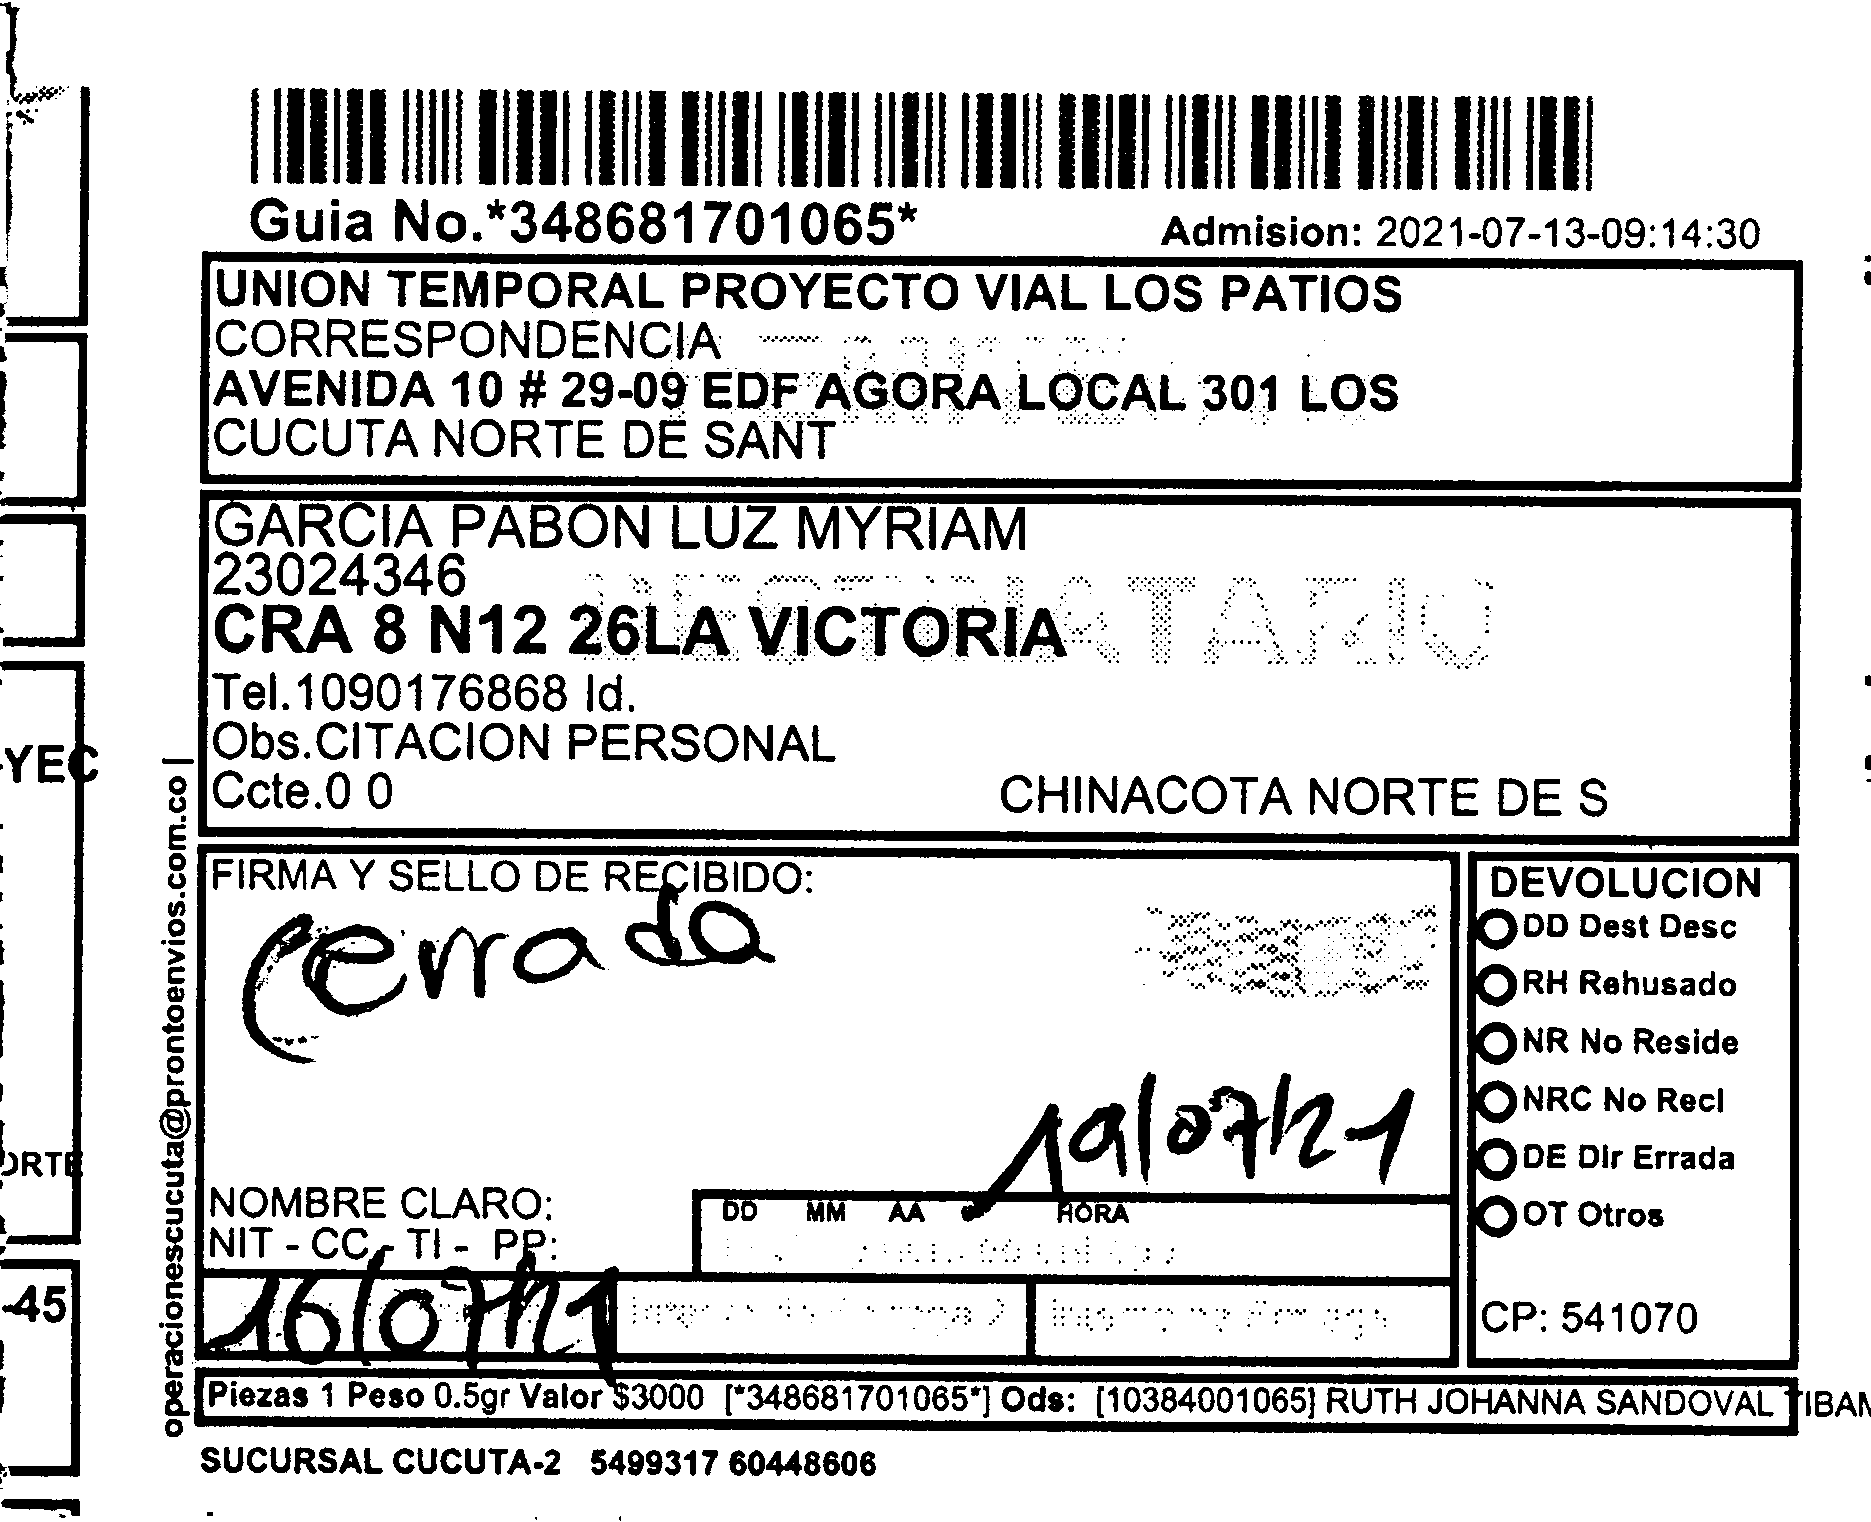 Guia No.*348681701065*
Admision: 2021-07-13-09:14:30
UNION TEMPORAL PROYECTO VIAL LOS PATIOS
CORRESPONDENCIA
AVENIDA 10 # 29-09 EDF AGORA LOCAL 301 LOS
CUCUTA NORTE DE SANT
GARCIA PABON LUZ MYRIAM
23024346
DESTINATARIO
CRA 8 N12 26LA VICTORIA
Tel.1090176868 Id.
Obs.CITACION PERSONAL
Ccte.0 0
CHINACOTA NORTE DE S
operacionescucuta@prontoenvios.com.co |
FIRMA Y SELLO DE RECIBIDO:
Cerrada
19/07/21
NOMBRE CLARO:
NIT - CC - TI - PP:
DD MM AA HORA
16/07/21
DEVOLUCION
DD Dest Desc
RH Rehusado
NR No Reside
NRC No Recl
DE Dir Errada
OT Otros
CP: 541070
Piezas 1 Peso 0.5gr Valor $3000 [*348681701065*] Ods: [10384001065] RUTH JOHANNA SANDOVAL TIBAM
SUCURSAL CUCUTA-2 5499317 60448606
YEC
ORTE
-45